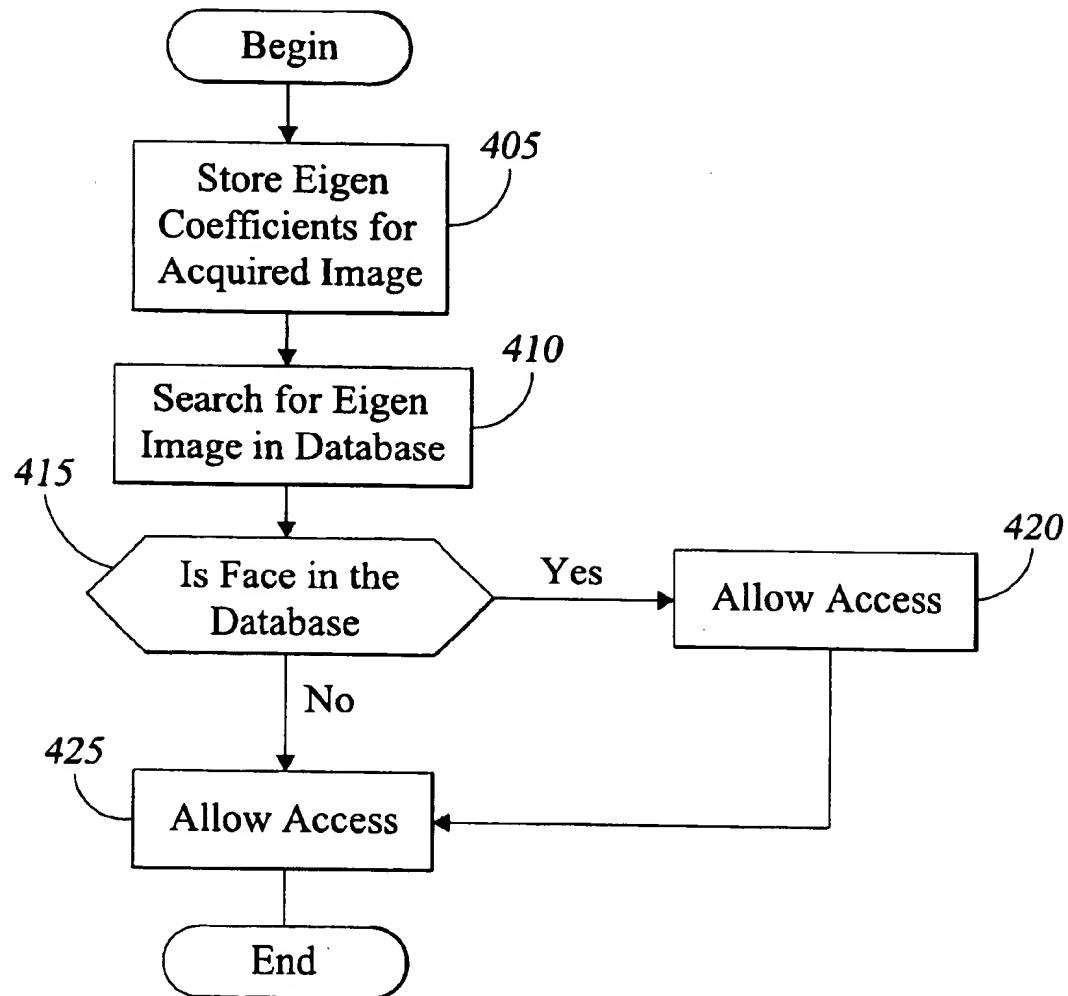 Begin
405
Store Eigen
Coefficients for
Acquired Image
410
Search for Eigen
Image in Database
415
Is Face in the
Database
Yes
420
Allow Access
No
425
Allow Access
End